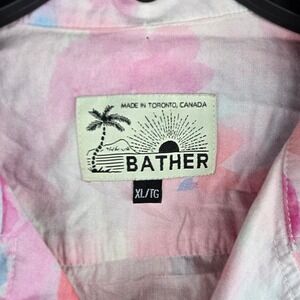 MADE IN TORONTO, CANADA
BATHER
XL/TG